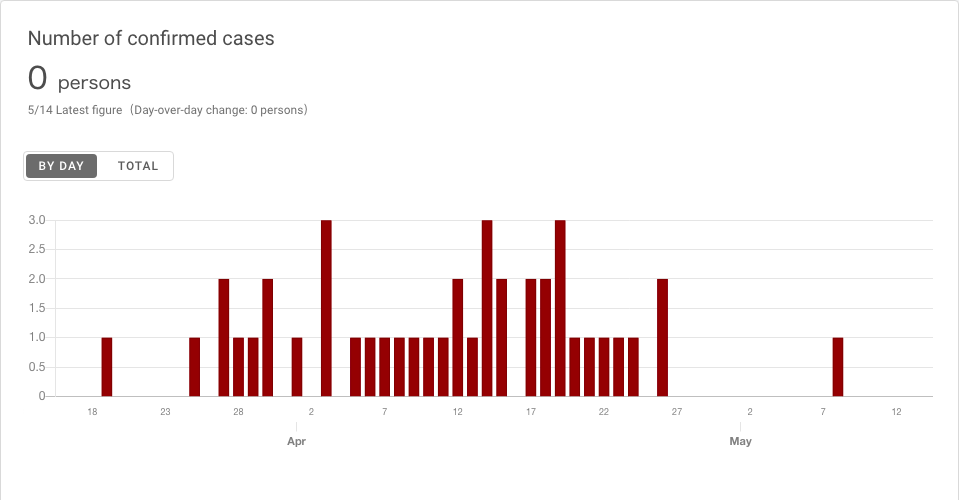 Number of confirmed cases
0 persons
5/14 Latest figure（Day-over-day change: 0 persons）
BY DAY TOTAL
3.0
2.5
2.0
1.5
1.0
0.5
0
18 23 28 2 7 12 17 22 27 2 7 12
Apr May